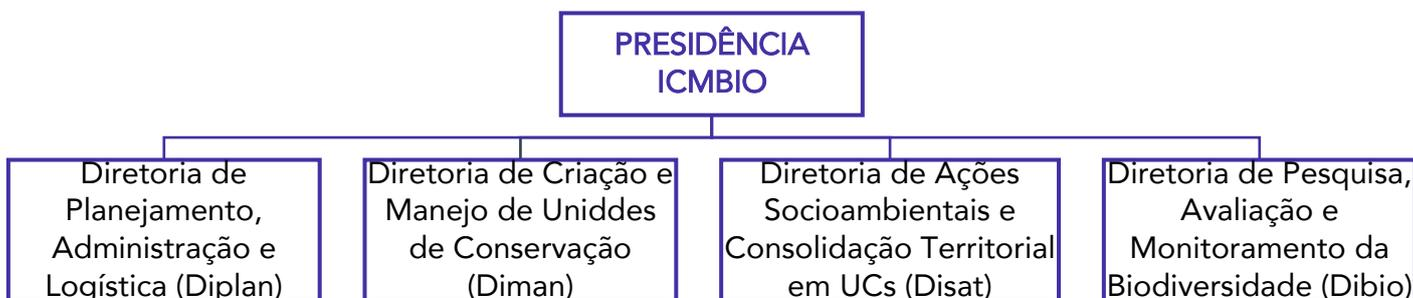 PRESIDÊNCIA
ICMBIO
Diretoria de
Planejamento,
Administração e
Logística (Diplan)
Diretoria de Criação e
Manejo de Uniddes
de Conservação
(Diman)
Diretoria de Ações
Socioambientais e
Consolidação Territorial
em UCs (Disat)
Diretoria de Pesquisa,
Avaliação e
Monitoramento da
Biodiversidade (Dibio)